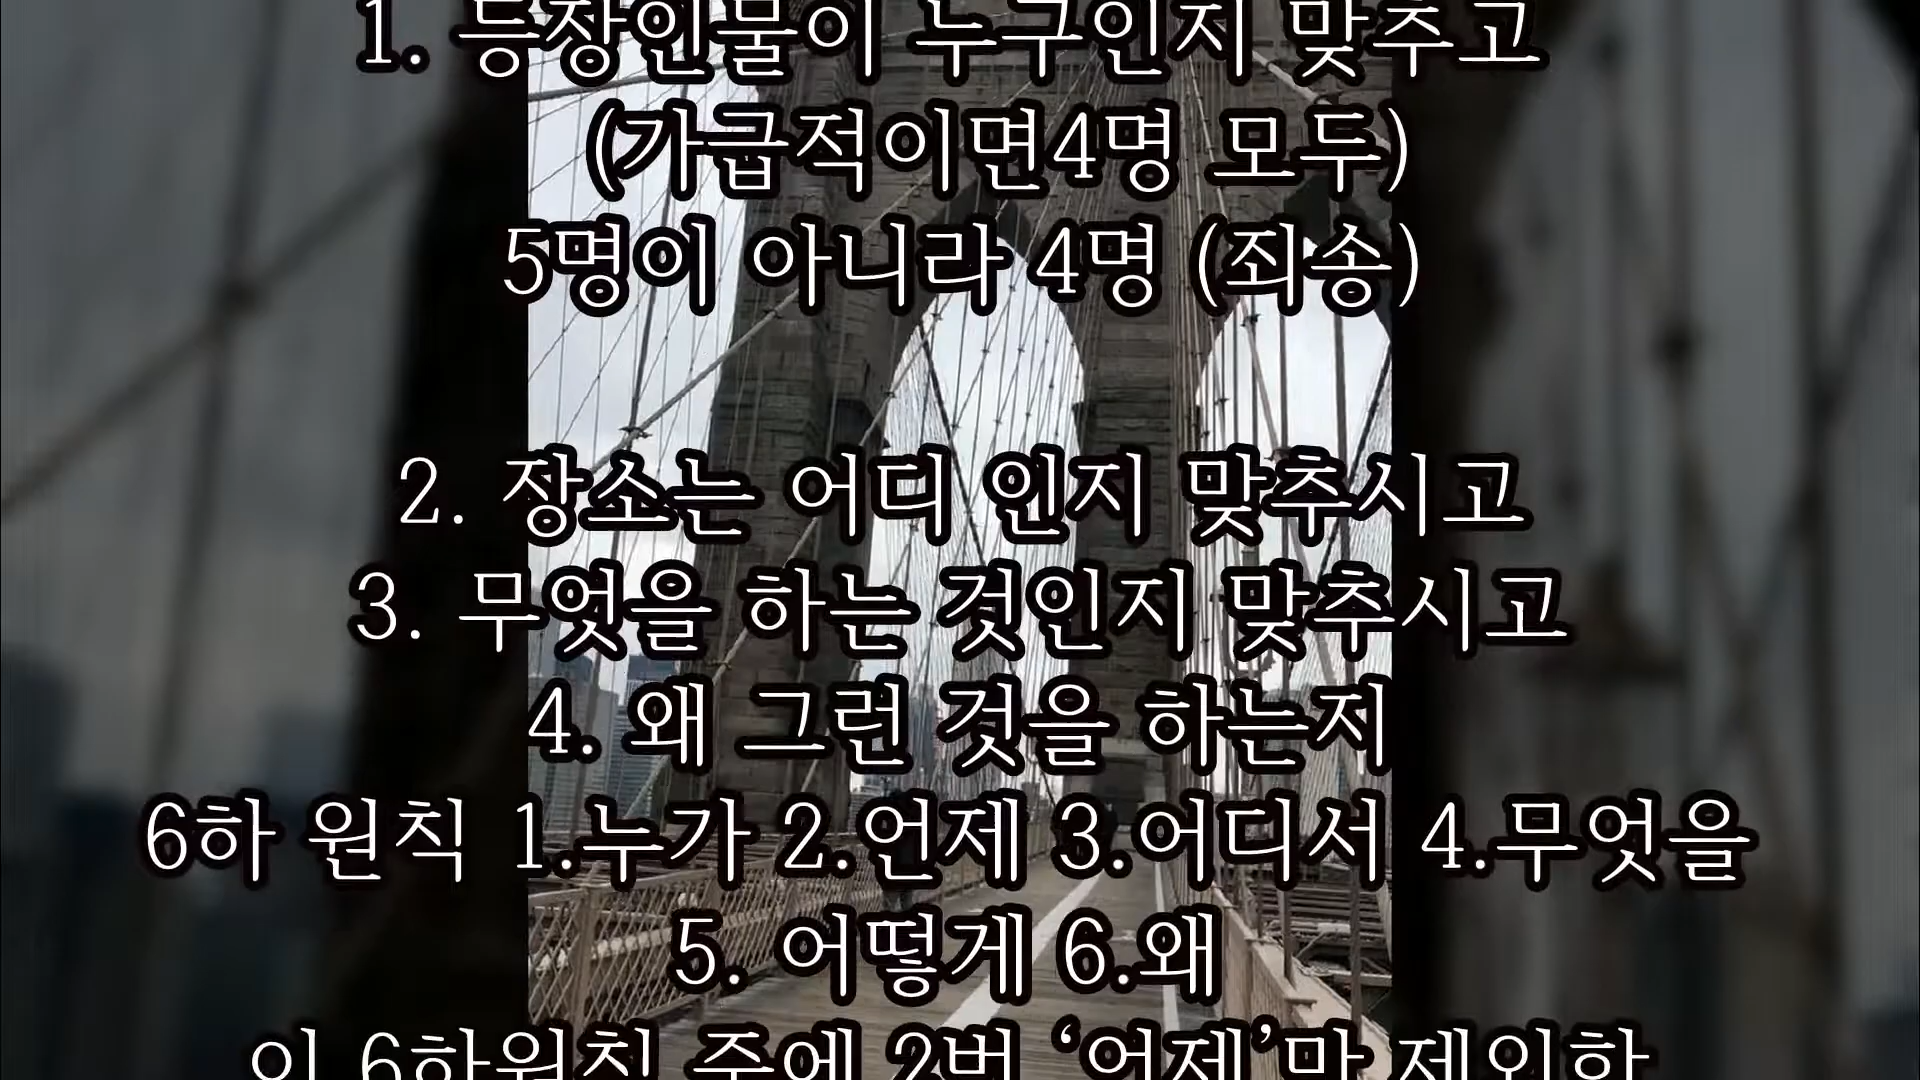 1. 등장인물이 누구인지 맞추고
(가급적이면4명 모두)
5명이 아니라 4명 (죄송)
2. 장소는 어디 인지 맞추시고
3. 무엇을 하는 것인지 맞추시고
4. 왜 그런 것을 하는지
6하 원칙 1.누가 2.언제 3.어디서 4.무엇을
5. 어떻게 6.왜
이 6하원칙 중에 2번 ‘언제’만 제외한